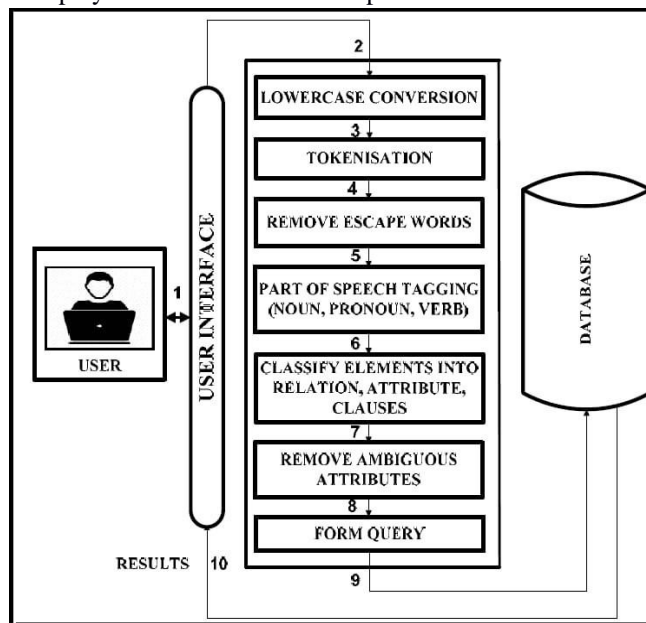 2
LOWERCASE CONVERSION
3
TOKENISATION
4
REMOVE ESCAPE WORDS
5
PART OF SPEECH TAGGING
(NOUN, PRONOUN, VERB)
6
CLASSIFY ELEMENTS INTO
RELATION, ATTRIBUTE,
CLAUSES
7
REMOVE AMBIGUOUS
ATTRIBUTES
8
FORM QUERY
9
1
USER
USER INTERFACE
DATABASE
RESULTS 10